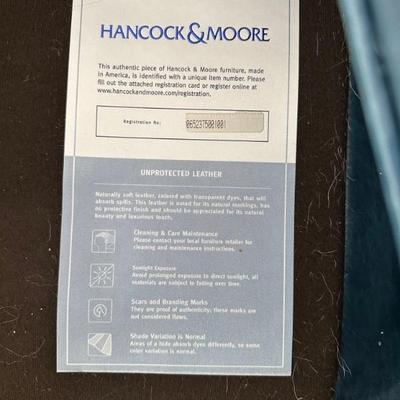 HANCOCK & MOORE
This authentic piece of Hancock & Moore furniture, made
in America, is identified with a unique item number. Please
fill out the attached registration card or register online at
www.hancockandmoore.com/registration.
Registration No: 0652375001001
UNPROTECTED LEATHER
Naturally soft leather, colored with transparent dyes, that will
absorb spills. This leather is noted for its natural markings, has
no protective finish and should be appreciated for its natural
beauty and luxurious touch.
Cleaning & Care Maintenance
Please contact your local furniture retailer for
cleaning and maintenance instructions.
Sunlight Exposure
Avoid prolonged exposure to direct sunlight, all
materials are subject to fading over time.
Scars and Branding Marks
They are proof of authenticity; these marks are
not considered flaws.
Shade Variation is Normal
Areas of a hide absorb dyes differently, so some
color variation is normal.